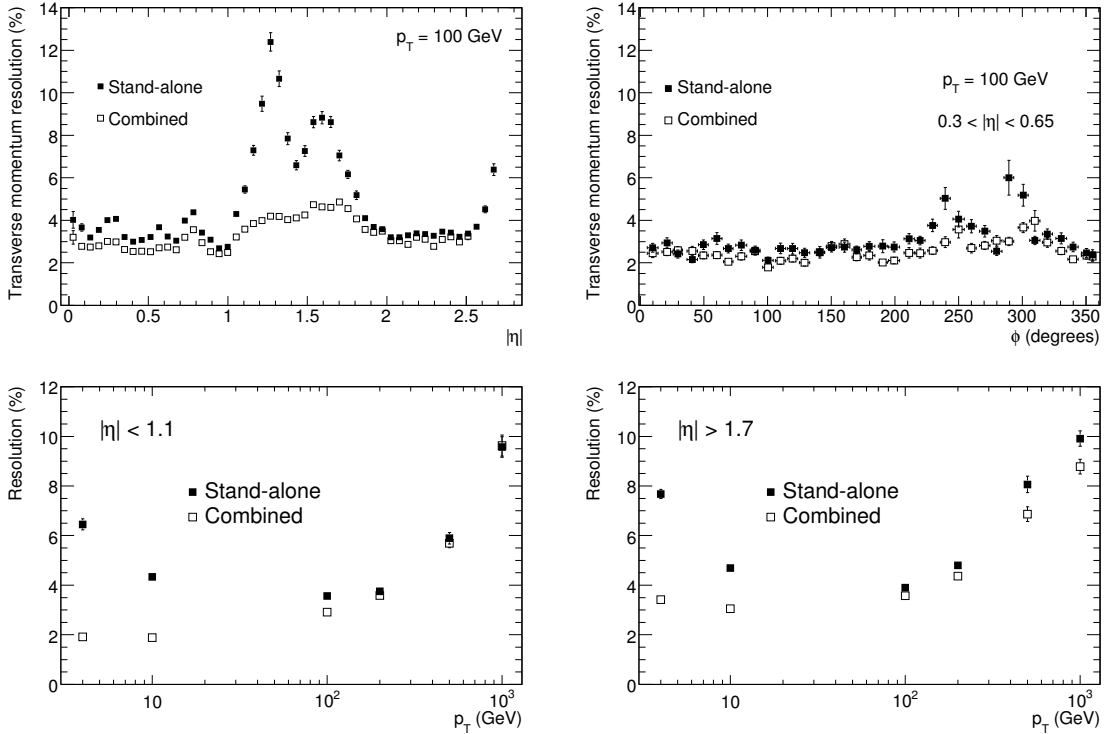 Transverse momentum resolution (%)
14
12
10
8
6
4
2
0
p_T = 100 GeV
Stand-alone
Combined
0 0.5 1 1.5 2 2.5
|η|
Transverse momentum resolution (%)
14
12
10
8
6
4
2
0
Stand-alone
Combined
p_T = 100 GeV
0.3 < |η| < 0.65
0 50 100 150 200 250 300 350
ϕ (degrees)
Resolution (%)
12
10
8
6
4
2
0
|η| < 1.1
Stand-alone
Combined
10 10² 10³
p_T (GeV)
Resolution (%)
12
10
8
6
4
2
0
|η| > 1.7
Stand-alone
Combined
10 10² 10³
p_T (GeV)